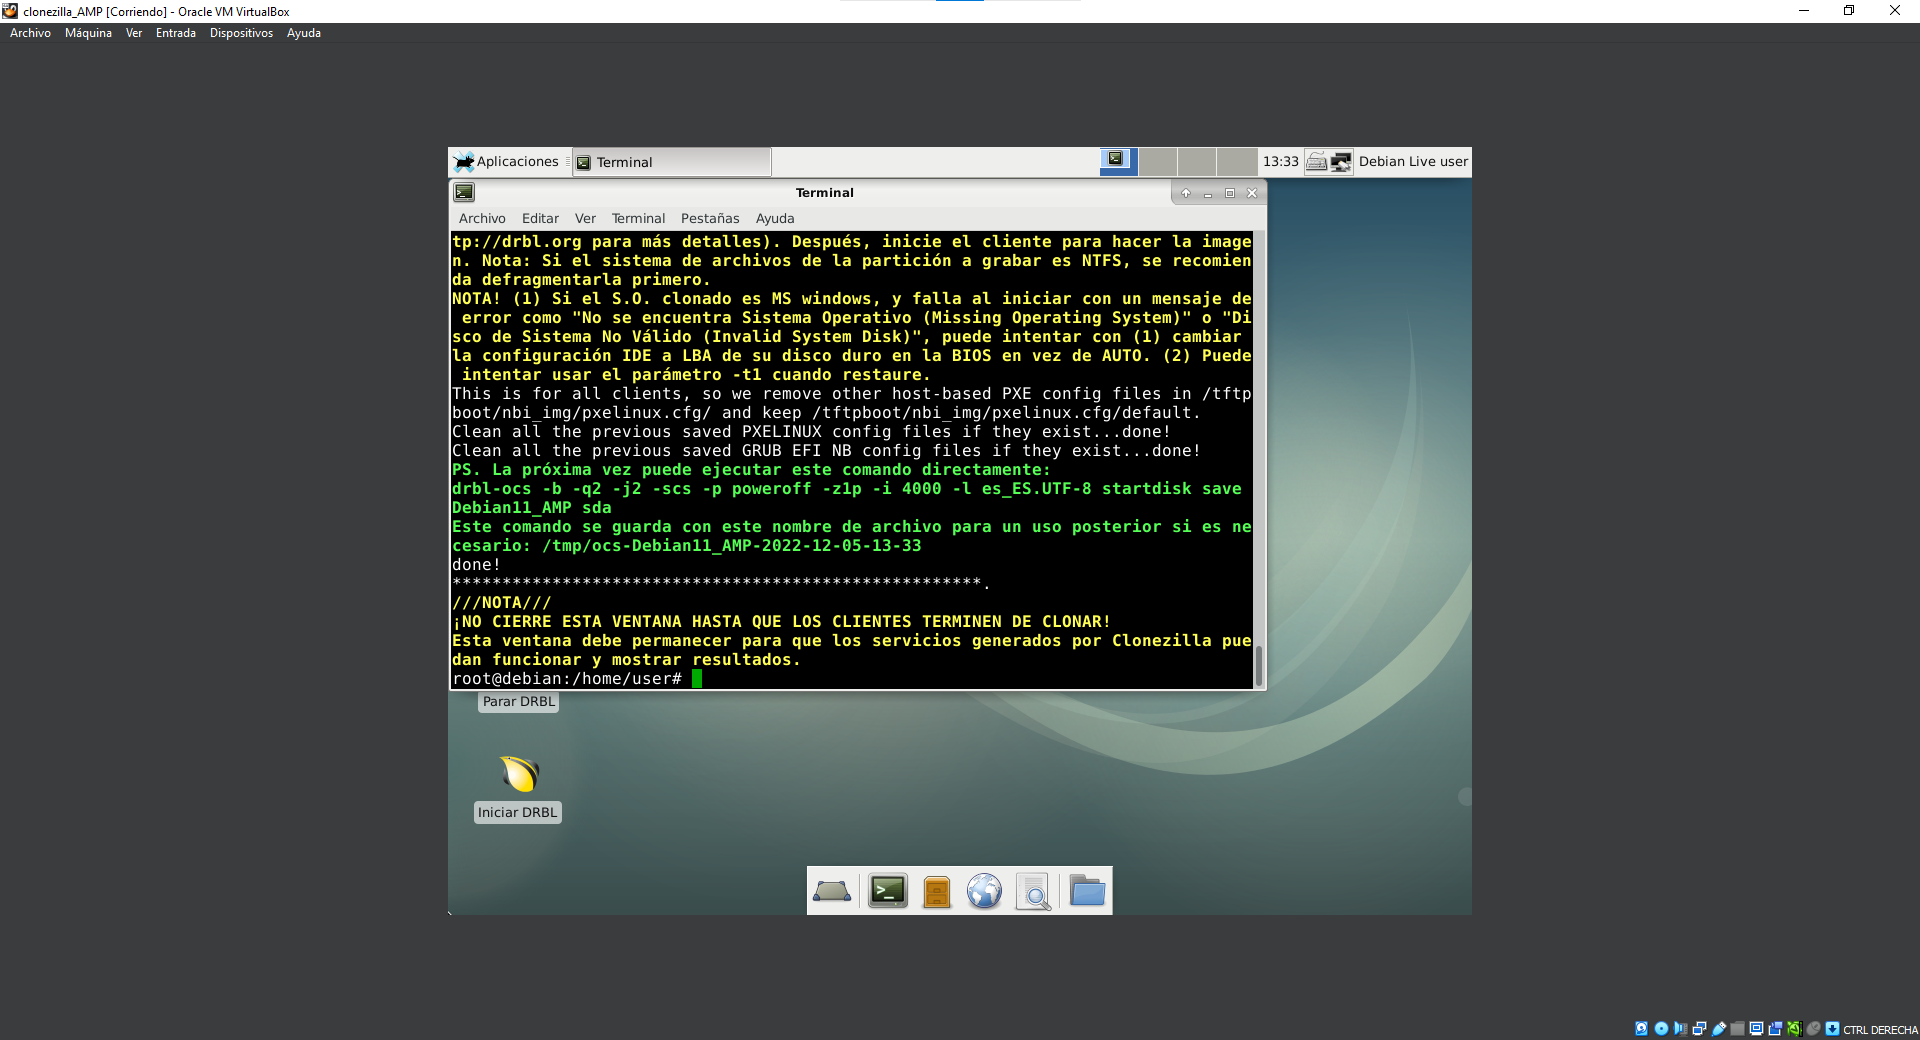 clonezilla_AMP [Corriendo] - Oracle VM VirtualBox
Archivo Máquina Ver Entrada Dispositivos Ayuda
Aplicaciones Terminal 13:33 Debian Live user
Terminal
Archivo Editar Ver Terminal Pestañas Ayuda
tp://drbl.org para más detalles). Después, inicie el cliente para hacer la image
n. Nota: Si el sistema de archivos de la partición a grabar es NTFS, se recomien
da defragmentarla primero.
NOTA! (1) Si el S.O. clonado es MS windows, y falla al iniciar con un mensaje de
error como "No se encuentra Sistema Operativo (Missing Operating System)" o "Di
sco de Sistema No Válido (Invalid System Disk)", puede intentar con (1) cambiar
la configuración IDE a LBA de su disco duro en la BIOS en vez de AUTO. (2) Puede
intentar usar el parámetro -t1 cuando restaure.
This is for all clients, so we remove other host-based PXE config files in /tftp
boot/nbi_img/pxelinux.cfg/ and keep /tftpboot/nbi_img/pxelinux.cfg/default.
Clean all the previous saved PXELINUX config files if they exist...done!
Clean all the previous saved GRUB EFI NB config files if they exist...done!
PS. La próxima vez puede ejecutar este comando directamente:
drbl-ocs -b -q2 -j2 -scs -p poweroff -z1p -i 4000 -l es_ES.UTF-8 startdisk save
Debian11_AMP sda
Este comando se guarda con este nombre de archivo para un uso posterior si es ne
cesario: /tmp/ocs-Debian11_AMP-2022-12-05-13-33
done!
*****************************************************.
///NOTA///
¡NO CIERRE ESTA VENTANA HASTA QUE LOS CLIENTES TERMINEN DE CLONAR!
Esta ventana debe permanecer para que los servicios generados por Clonezilla pue
dan funcionar y mostrar resultados.
root@debian:/home/user#
Parar DRBL
Iniciar DRBL
CTRL DERECHA